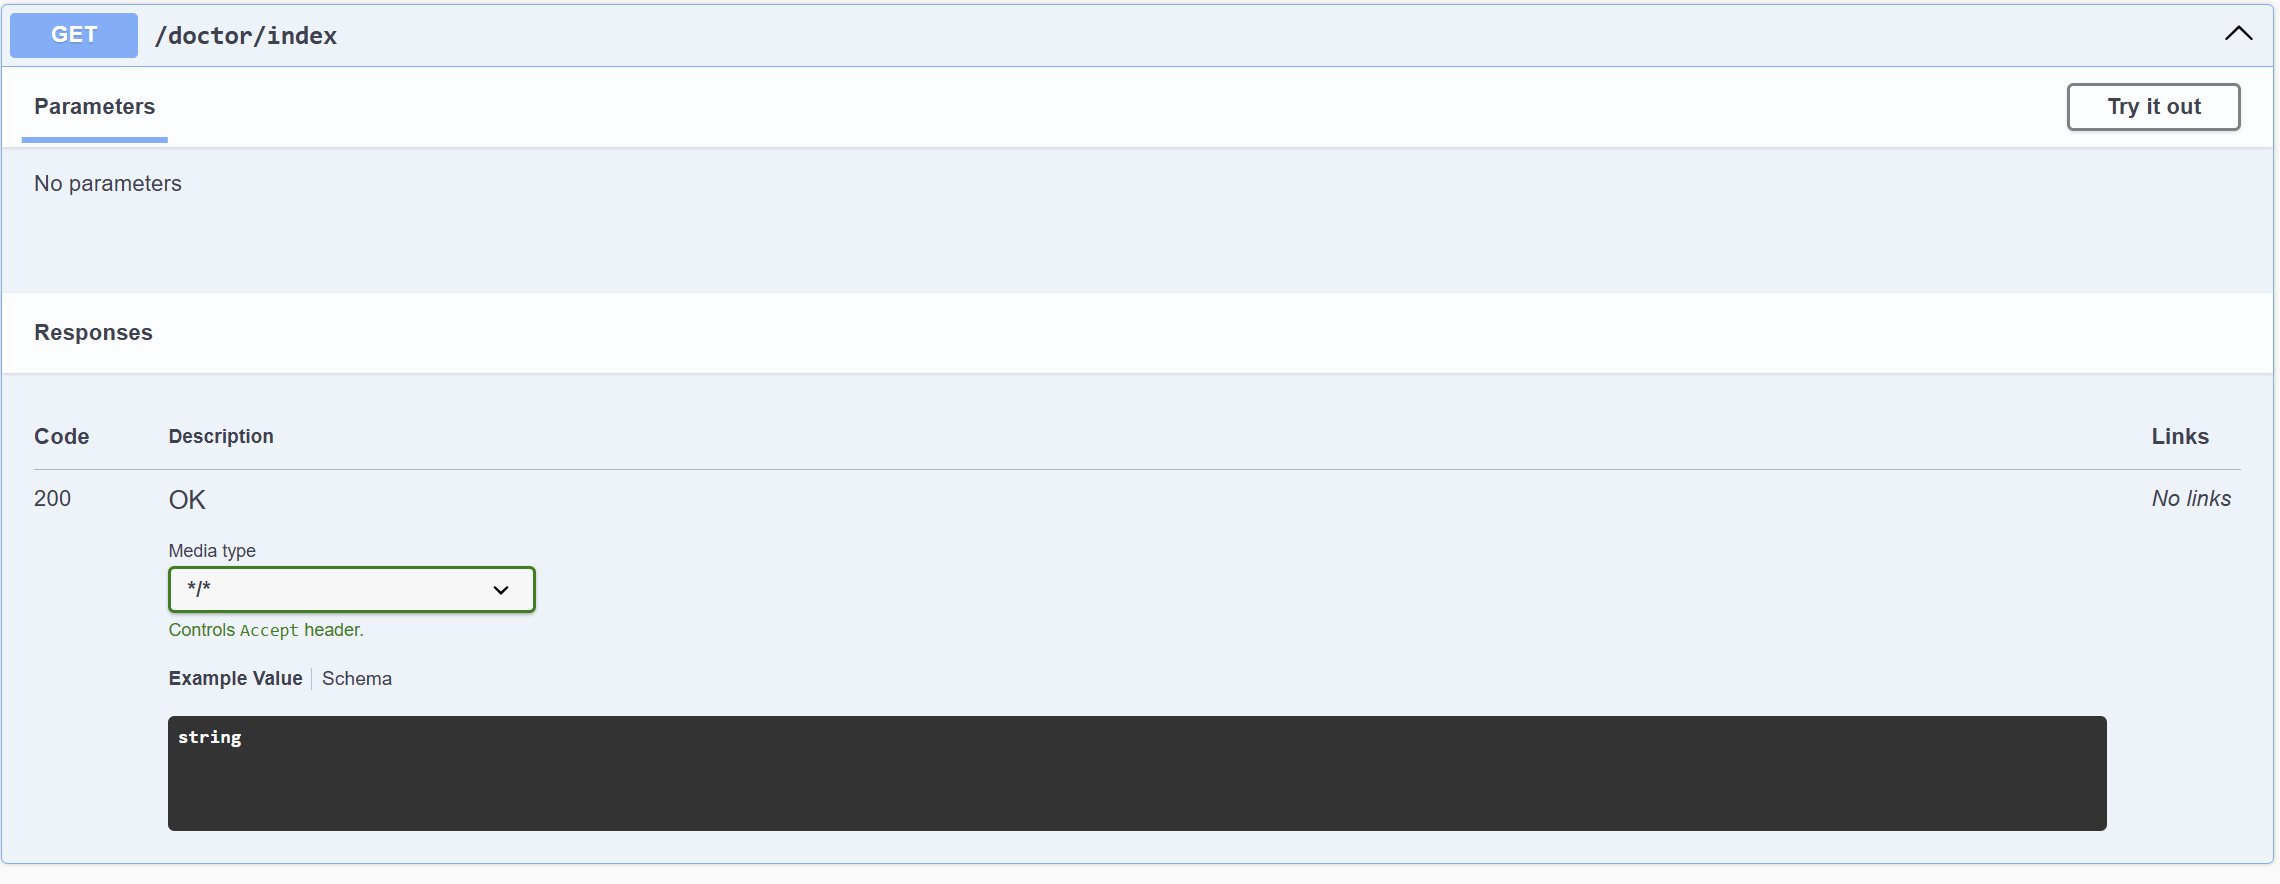 GET /doctor/index
Parameters Try it out
No parameters
Responses
Code Description Links
200 OK No links
Media type
*/*
Controls Accept header.
Example Value Schema
string